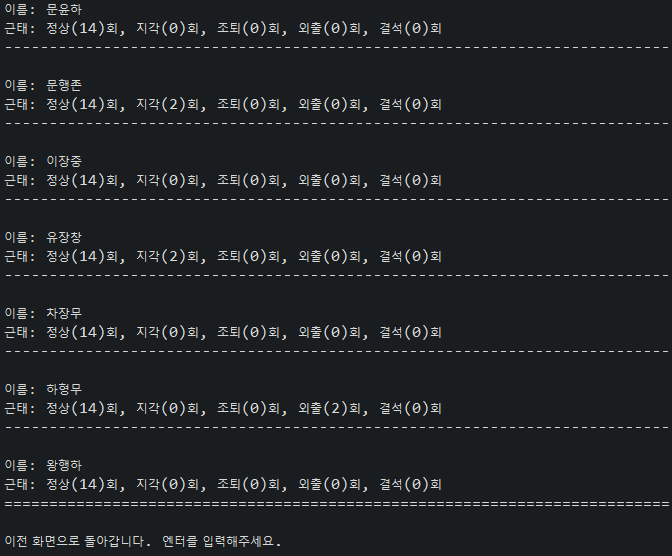 이름: 문윤하
근태: 정상(14)회, 지각(0)회, 조퇴(0)회, 외출(0)회, 결석(0)회
--------------------------------------------------------------------------
이름: 문행존
근태: 정상(14)회, 지각(2)회, 조퇴(0)회, 외출(0)회, 결석(0)회
--------------------------------------------------------------------------
이름: 이장중
근태: 정상(14)회, 지각(0)회, 조퇴(0)회, 외출(0)회, 결석(0)회
--------------------------------------------------------------------------
이름: 유장창
근태: 정상(14)회, 지각(2)회, 조퇴(0)회, 외출(0)회, 결석(0)회
--------------------------------------------------------------------------
이름: 차장무
근태: 정상(14)회, 지각(0)회, 조퇴(0)회, 외출(0)회, 결석(0)회
--------------------------------------------------------------------------
이름: 하형무
근태: 정상(14)회, 지각(0)회, 조퇴(0)회, 외출(2)회, 결석(0)회
--------------------------------------------------------------------------
이름: 왕행하
근태: 정상(14)회, 지각(0)회, 조퇴(0)회, 외출(0)회, 결석(0)회
==========================================================================
이전 화면으로 돌아갑니다. 엔터를 입력해주세요.